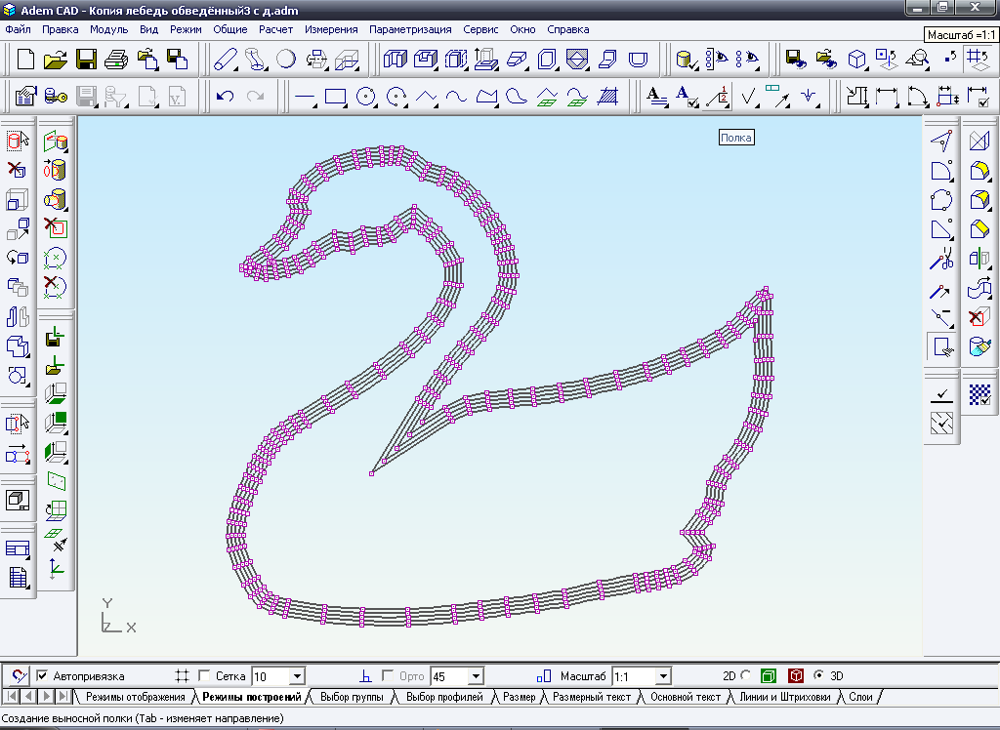 Adem CAD - Копия лебедь обведённый3 с д.adm
Файл Правка Модуль Вид Режим Общие Расчет Измерения Параметризация Сервис Окно Справка
Масштаб =1:1
Полка
Y
Z X
Автопривязка Сетка 10 Орто 45 Масштаб 1:1 2D 3D
Режимы отображения Режимы построений Выбор группы Выбор профилей Размер Размерный текст Основной текст Линии и Штриховки Слои
Создание выносной полки (Tab - изменяет направление)